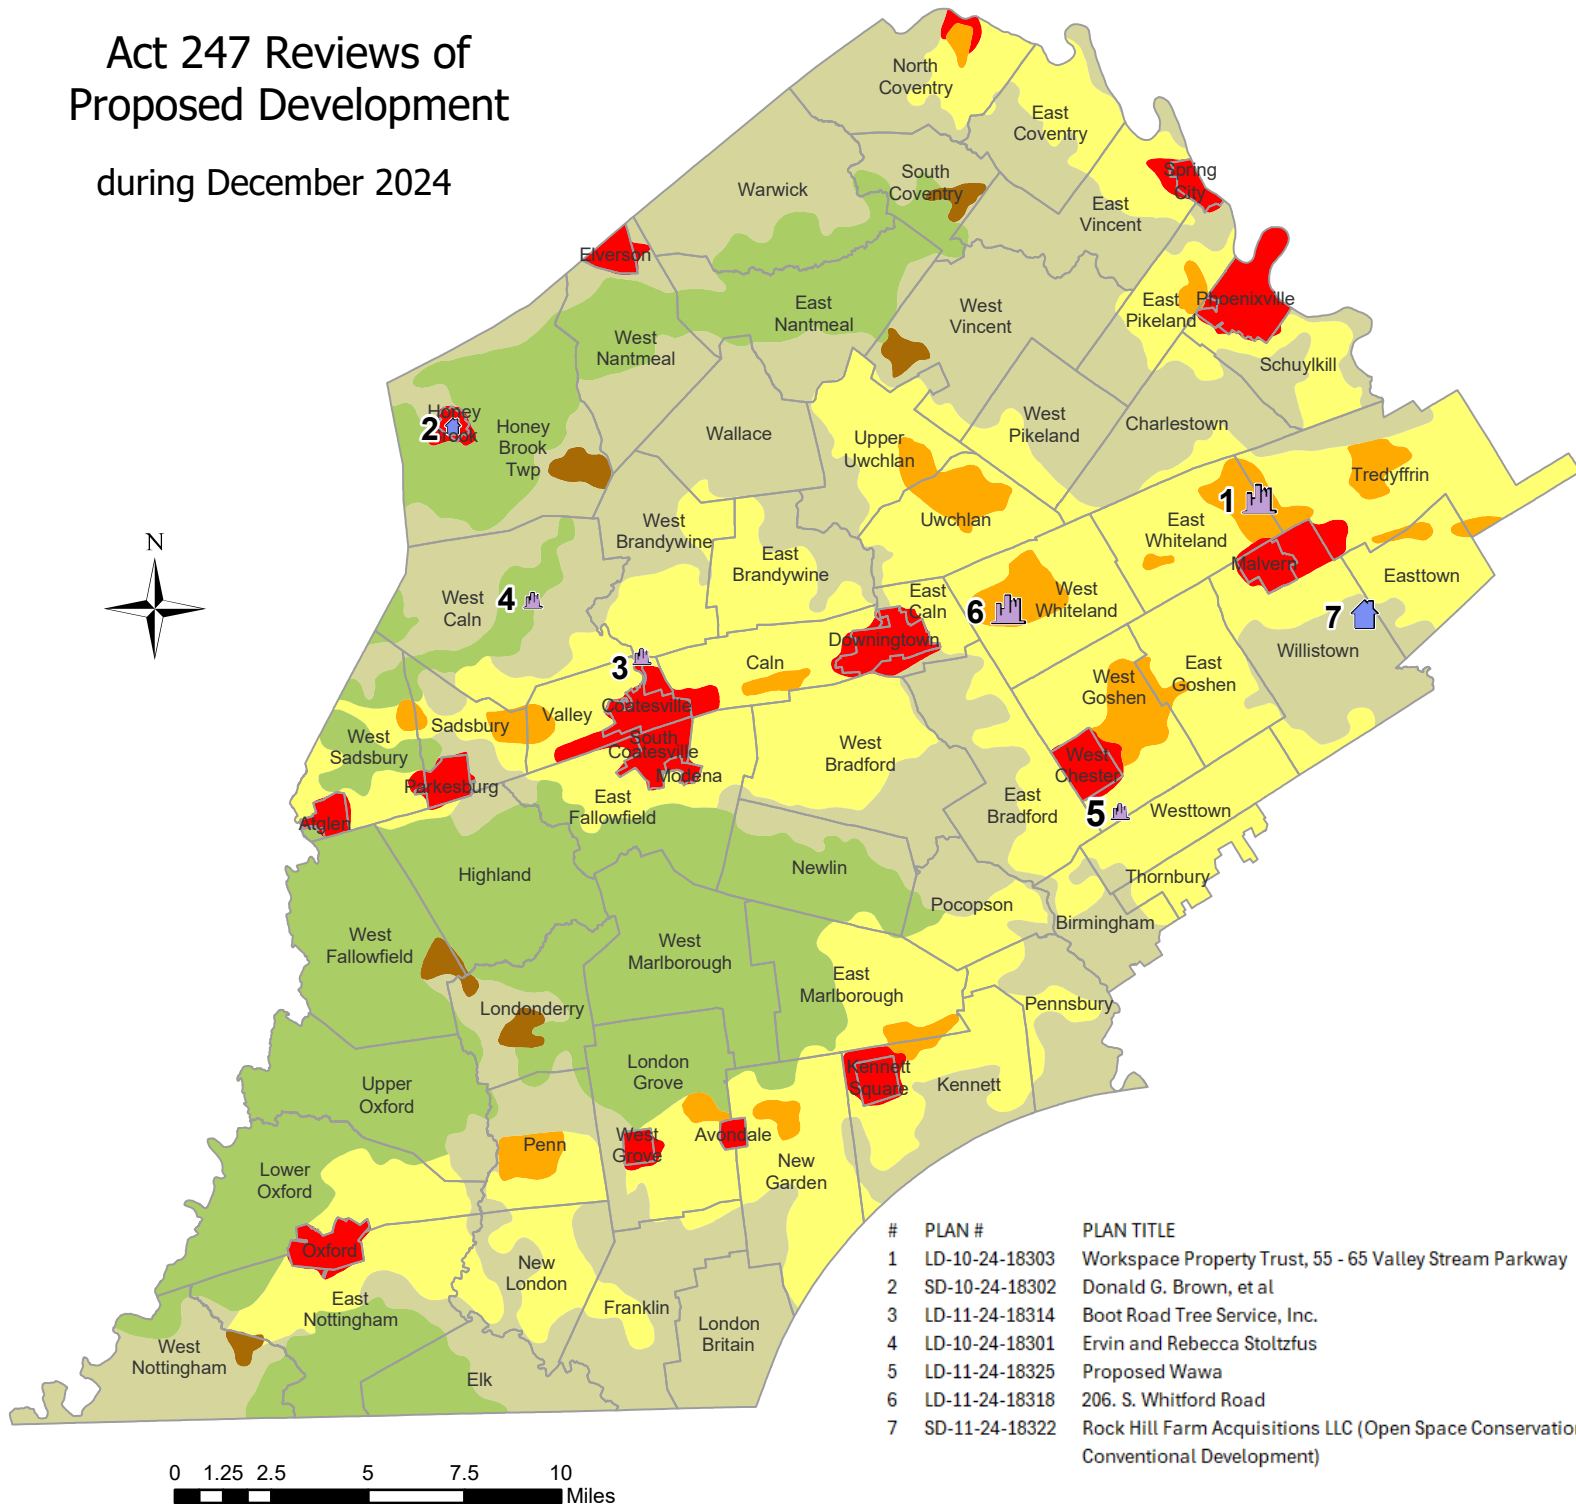 Act 247 Reviews of
Proposed Development
during December 2024
North
Coventry
East
Coventry
Spring
City
South
Coventry
Warwick
East
Vincent
Elverson
East
Nantmeal
West
Vincent
East
Pikeland
Phoenixville
West
Nantmeal
Schuylkill
Honey
Brook
2
Honey
Brook
Twp
Wallace
Upper
Uwchlan
West
Pikeland
Charlestown
Tredyffrin
1
Uwchlan
East
Whiteland
West
Brandywine
East
Brandywine
Malvern
Easttown
N
West
Caln
4
East
Caln
6
West
Whiteland
7
Willistown
Downingtown
3
Caln
West
Goshen
East
Goshen
Coatesville
Valley
Sadsbury
West
Sadsbury
South
Coatesville
Modena
West
Bradford
West
Chester
Parkesburg
East
Fallowfield
East
Bradford
5
Westtown
Atglen
Highland
Newlin
Thornbury
Pocopson
Birmingham
West
Fallowfield
West
Marlborough
East
Marlborough
Pennsbury
Londonderry
London
Grove
Kennett
Square
Kennett
Upper
Oxford
Penn
West
Grove
Avondale
New
Garden
Lower
Oxford
Oxford
New
London
East
Nottingham
Franklin
London
Britain
West
Nottingham
Elk
# PLAN # PLAN TITLE
1 LD-10-24-18303 Workspace Property Trust, 55 - 65 Valley Stream Parkway
2 SD-10-24-18302 Donald G. Brown, et al
3 LD-11-24-18314 Boot Road Tree Service, Inc.
4 LD-10-24-18301 Ervin and Rebecca Stoltzfus
5 LD-11-24-18325 Proposed Wawa
6 LD-11-24-18318 206. S. Whitford Road
7 SD-11-24-18322 Rock Hill Farm Acquisitions LLC (Open Space Conservatio
Conventional Development)
0 1.25 2.5 5 7.5 10
Miles